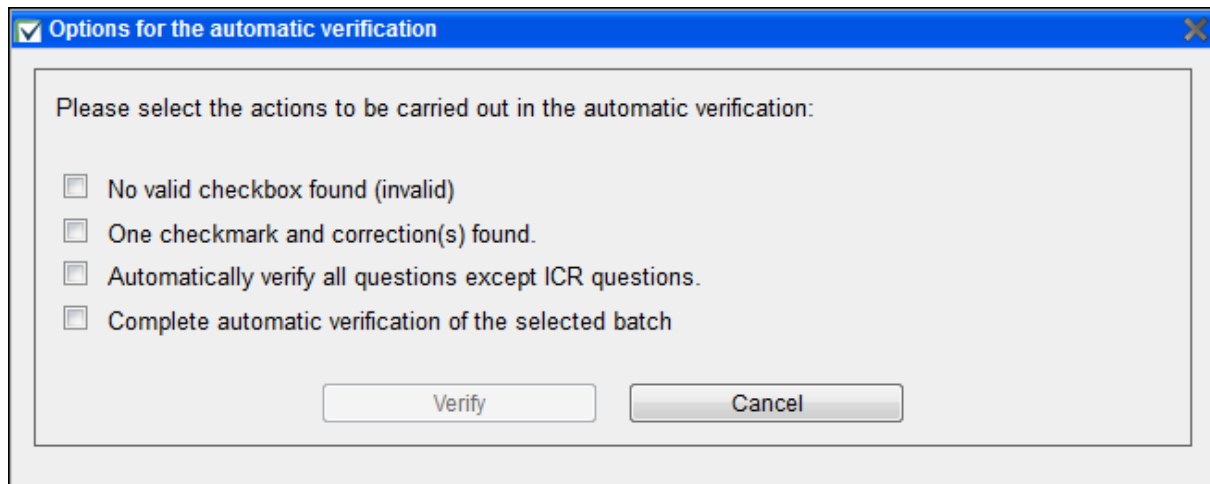 Options for the automatic verification
Please select the actions to be carried out in the automatic verification:
No valid checkbox found (invalid)
One checkmark and correction(s) found.
Automatically verify all questions except ICR questions.
Complete automatic verification of the selected batch
Verify Cancel